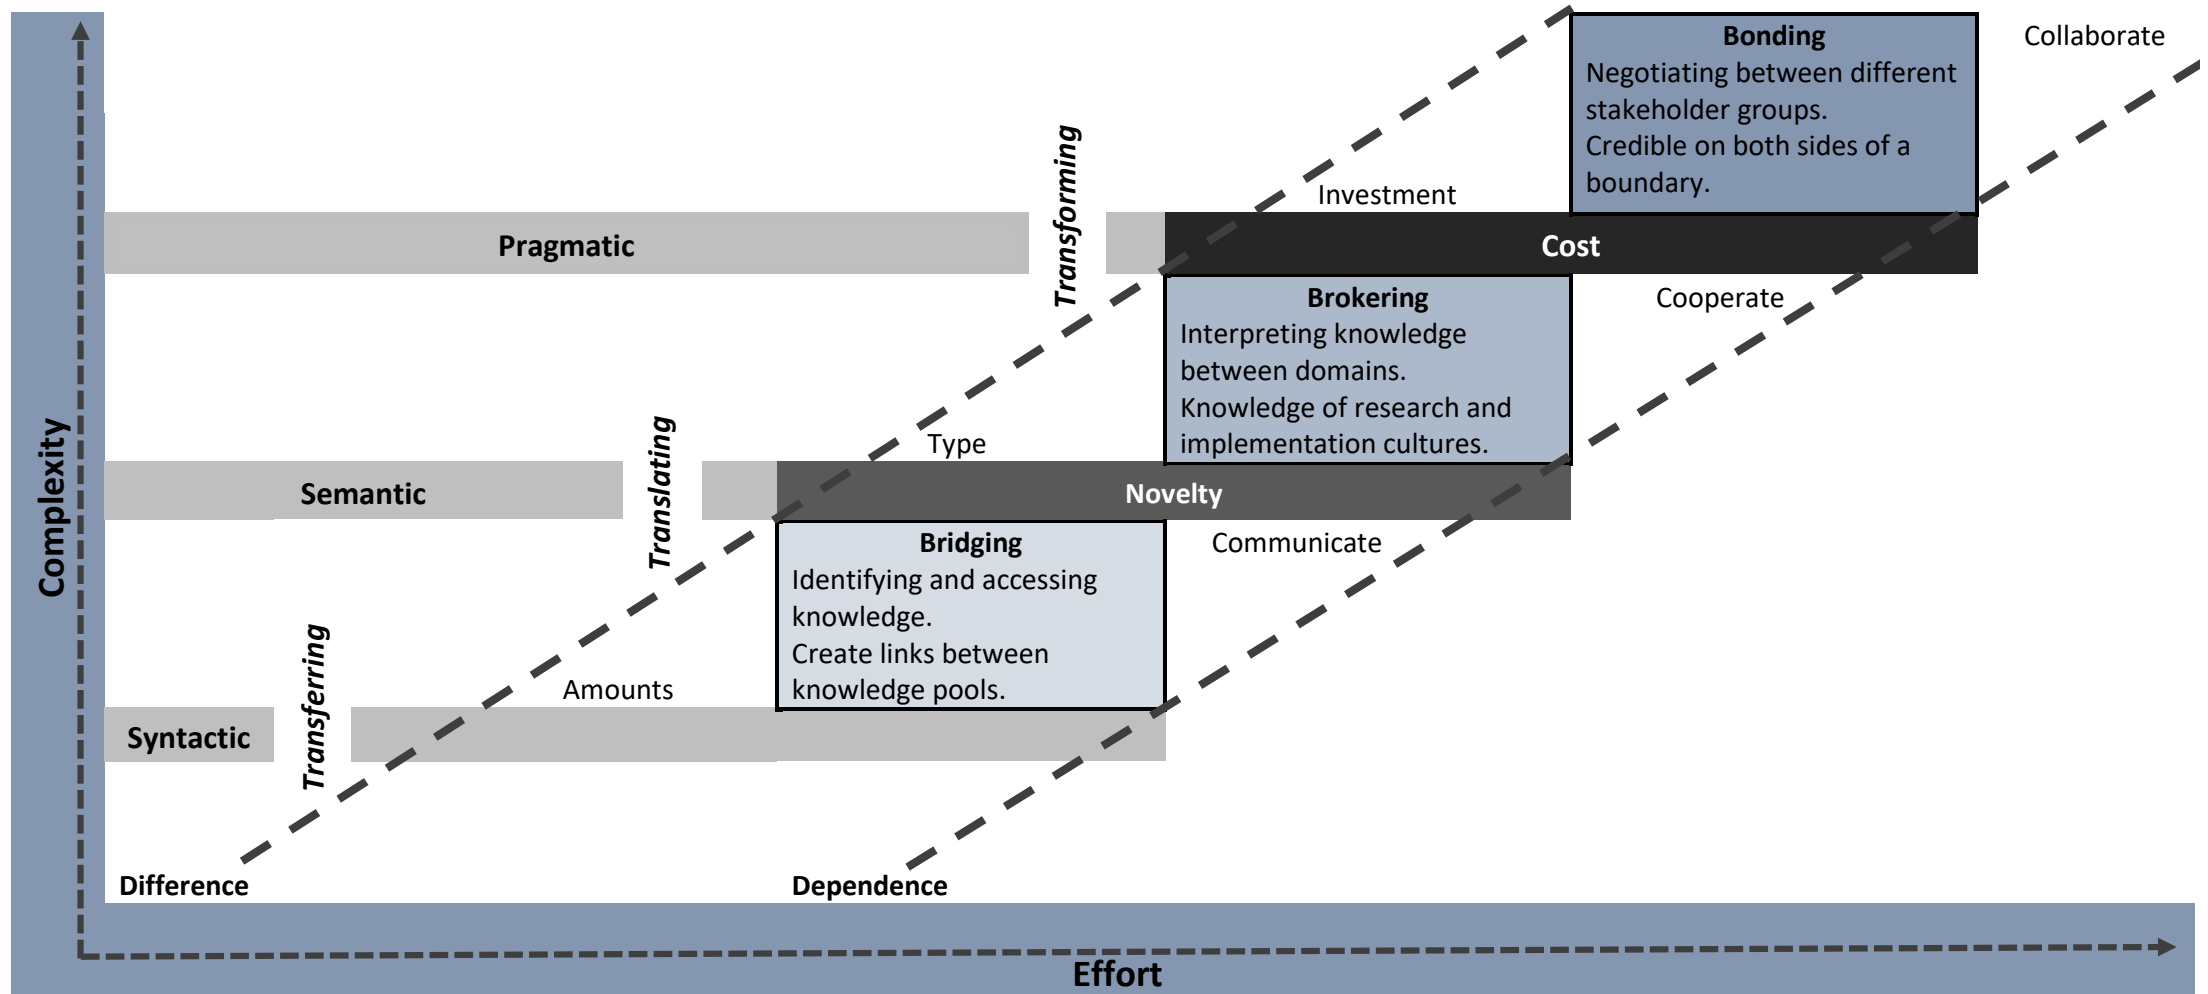 Bonding
Negotiating between different
stakeholder groups.
Credible on both sides of a
boundary.
Collaborate
Transforming
Investment
Pragmatic
Cost
Brokering
Interpreting knowledge
between domains.
Knowledge of research and
implementation cultures.
Cooperate
Complexity
Translating
Type
Semantic
Novelty
Bridging
Identifying and accessing
knowledge.
Create links between
knowledge pools.
Communicate
Transferring
Amounts
Syntactic
Difference
Dependence
Effort